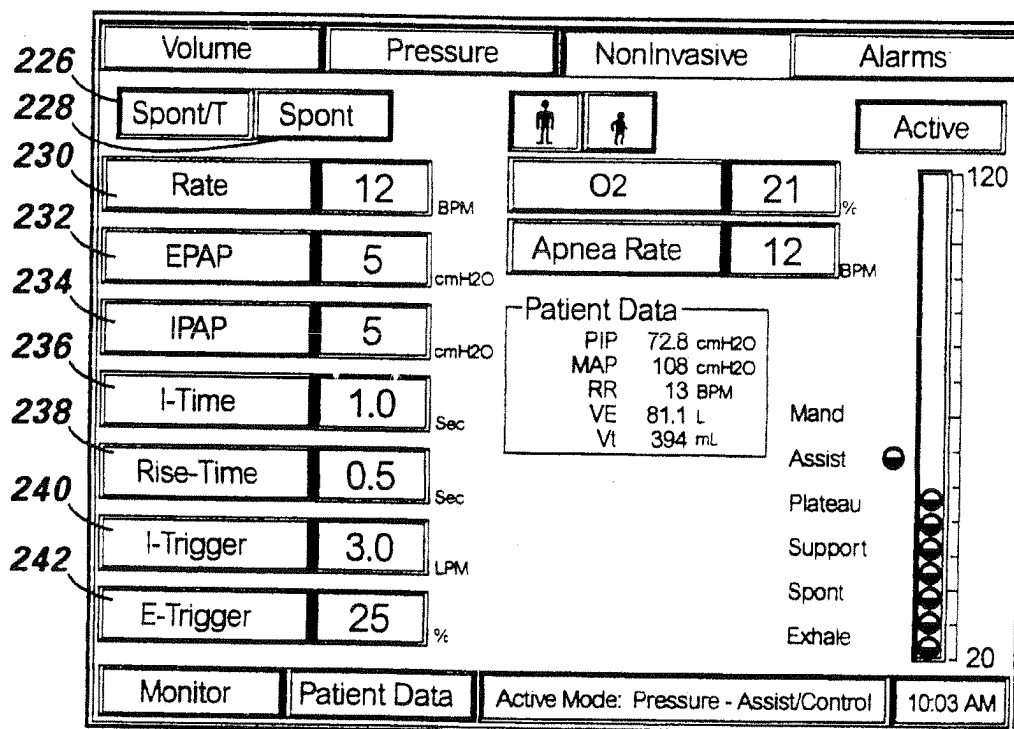 Volume Pressure NonInvasive Alarms
226
228
Spont/T Spont Active
230
Rate 12 BPM O2 21 % 120
232
EPAP 5 cmH2O Apnea Rate 12 BPM
234
IPAP 5 cmH2O
Patient Data
PIP 72.8 cmH2O
MAP 108 cmH2O
RR 13 BPM
VE 81.1 L
Vt 394 mL
236
I-Time 1.0 Sec Mand
238
Rise-Time 0.5 Sec Assist
240
Plateau
I-Trigger 3.0 LPM Support
242
Spont
E-Trigger 25 % Exhale
20
Monitor Patient Data Active Mode: Pressure - Assist/Control 10:03 AM